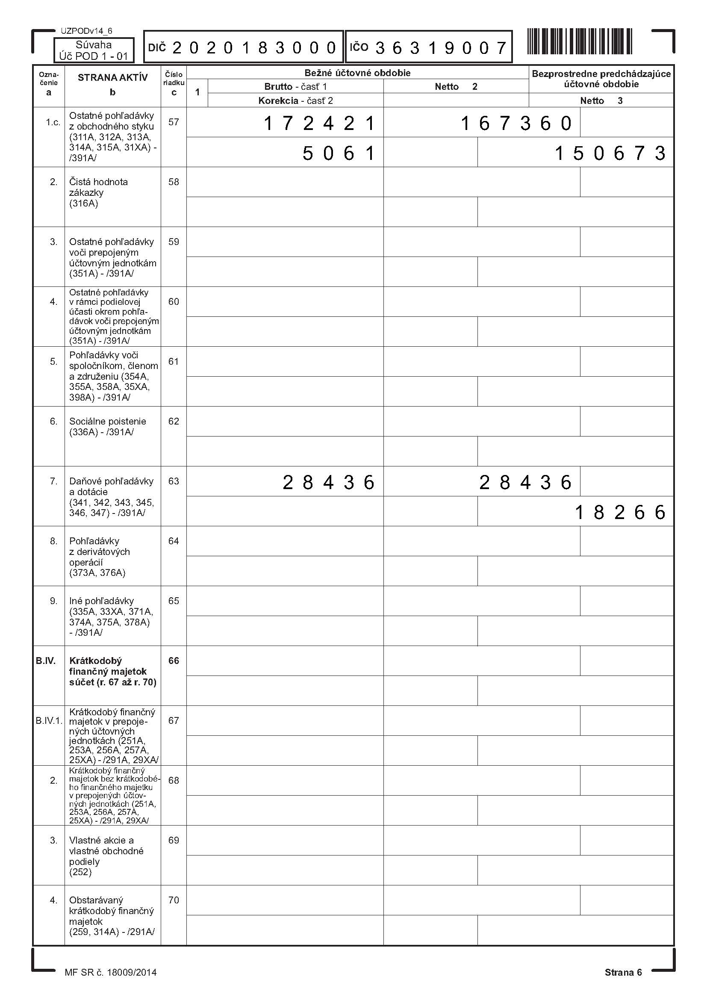 UZPODv14_6
Súvaha
Úč POD 1 - 01
DIČ 2020183000
IČO 36319007
Ozna-
čenie
a
STRANA AKTÍV
b
Číslo
riadku
c
Bežné účtovné obdobie
1
Brutto - časť 1
Korekcia - časť 2
Netto 2
Bezprostredne predchádzajúce
účtovné obdobie
Netto 3
1.c.
Ostatné pohľadávky
z obchodného styku
(311A, 312A, 313A,
314A, 315A, 31XA) -
/391A/
57
172421
167360
5061
150673
2.
Čistá hodnota
zákazky
(316A)
58
3.
Ostatné pohľadávky
voči prepojeným
účtovným jednotkám
(351A) - /391A/
59
4.
Ostatné pohľadávky
v rámci podielovej
účasti okrem pohľa-
dávok voči prepojeným
účtovným jednotkám
(351A) - /391A/
60
5.
Pohľadávky voči
spoločníkom, členom
a združeniu (354A,
355A, 358A, 35XA,
398A) - /391A/
61
6.
Sociálne poistenie
(336A) - /391A/
62
7.
Daňové pohľadávky
a dotácie
(341, 342, 343, 345,
346, 347) - /391A/
63
28436
28436
18266
8.
Pohľadávky
z derivátových
operácií
(373A, 376A)
64
9.
Iné pohľadávky
(335A, 33XA, 371A,
374A, 375A, 378A)
- /391A/
65
B.IV.
Krátkodobý
finančný majetok
súčet (r. 67 až r. 70)
66
B.IV.1.
Krátkodobý finančný
majetok v prepoje-
ných účtovných
jednotkách (251A,
253A, 256A, 257A,
25XA) - /291A, 29XA/
67
2.
Krátkodobý finančný
majetok bez krátkodobé-
ho finančného majetku
v prepojených účtov-
ných jednotkách (251A,
253A, 256A, 257A,
25XA) - /291A, 29XA/
68
3.
Vlastné akcie a
vlastné obchodné
podiely
(252)
69
4.
Obstarávaný
krátkodobý finančný
majetok
(259, 314A) - /291A/
70
MF SR č. 18009/2014
Strana 6